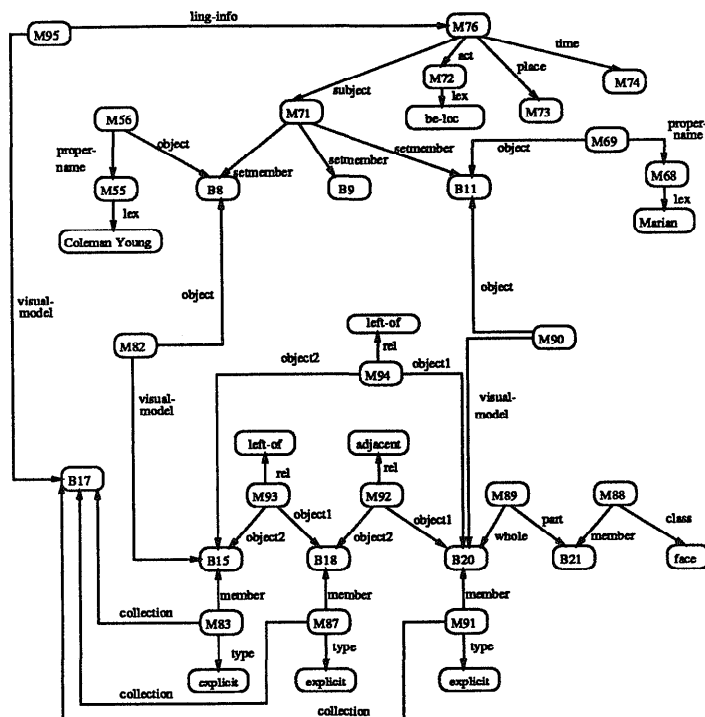 ling-info
M95
M76
act
time
place
M72
M74
subject
lex
M73
M71
be-loc
M56
proper-
name
object
setmember
setmember
setmember
object
M69
proper-
name
M55
B8
B9
B11
M68
lex
lex
Coleman Young
Marian
object
object
visual-
model
left-of
rel
M82
M90
object2
M94
object1
visual-
model
visual-
model
left-of
adjacent
rel
rel
B17
M93
M92
M89
M88
object1
object2
object2
object1
whole
part
member
class
B15
B18
B20
B21
face
member
member
member
collection
M83
M87
M91
type
type
type
collection
explicit
explicit
explicit
collection